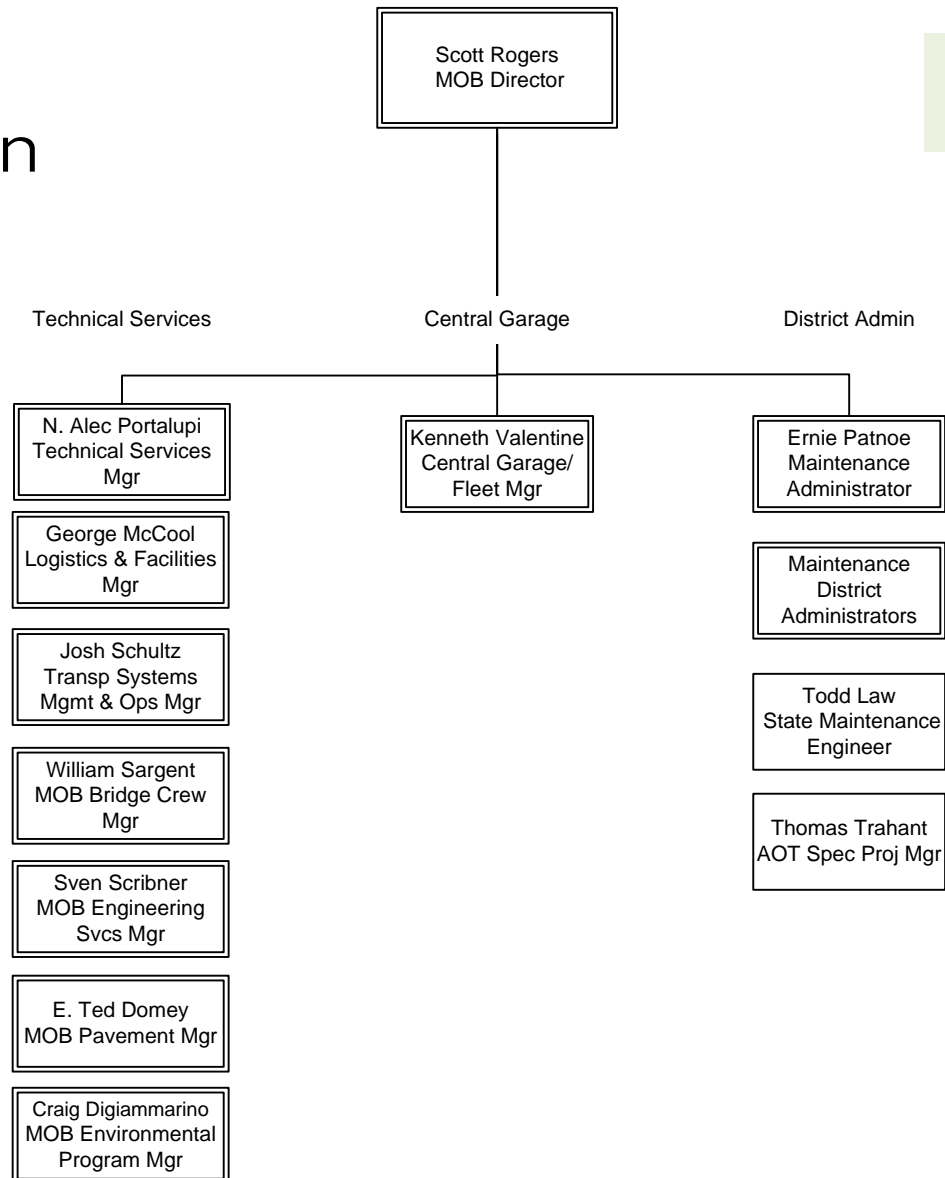 Scott Rogers
MOB Director
n
Technical Services
Central Garage
District Admin
N. Alec Portalupi
Technical Services
Mgr
Kenneth Valentine
Central Garage/
Fleet Mgr
Ernie Patnoe
Maintenance
Administrator
George McCool
Logistics & Facilities
Mgr
Maintenance
District
Administrators
Josh Schultz
Transp Systems
Mgmt & Ops Mgr
Todd Law
State Maintenance
Engineer
William Sargent
MOB Bridge Crew
Mgr
Thomas Trahant
AOT Spec Proj Mgr
Sven Scribner
MOB Engineering
Svcs Mgr
E. Ted Domey
MOB Pavement Mgr
Craig Digiammarino
MOB Environmental
Program Mgr